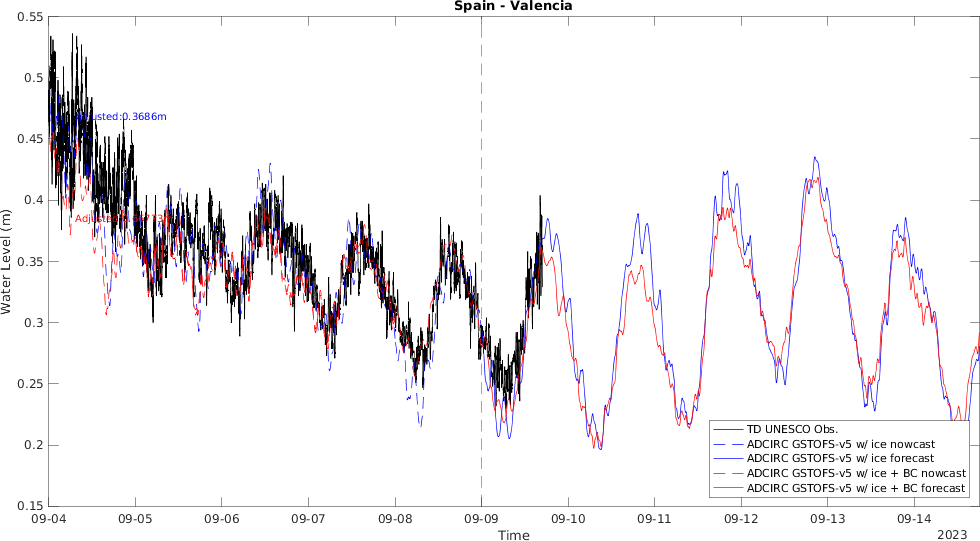 Spain - Valencia
0.55
0.5
0.45
0.4
0.35
0.3
0.25
0.2
0.15
Water Level (m)
:0.3686m
09-04
09-05
09-06
09-07
09-08
09-09
09-10
09-11
09-12
09-13
09-14
Time
2023
TD UNESCO Obs.
ADCIRC GSTOFS-v5 w/ ice nowcast
ADCIRC GSTOFS-v5 w/ ice forecast
ADCIRC GSTOFS-v5 w/ ice + BC nowcast
ADCIRC GSTOFS-v5 w/ ice + BC forecast